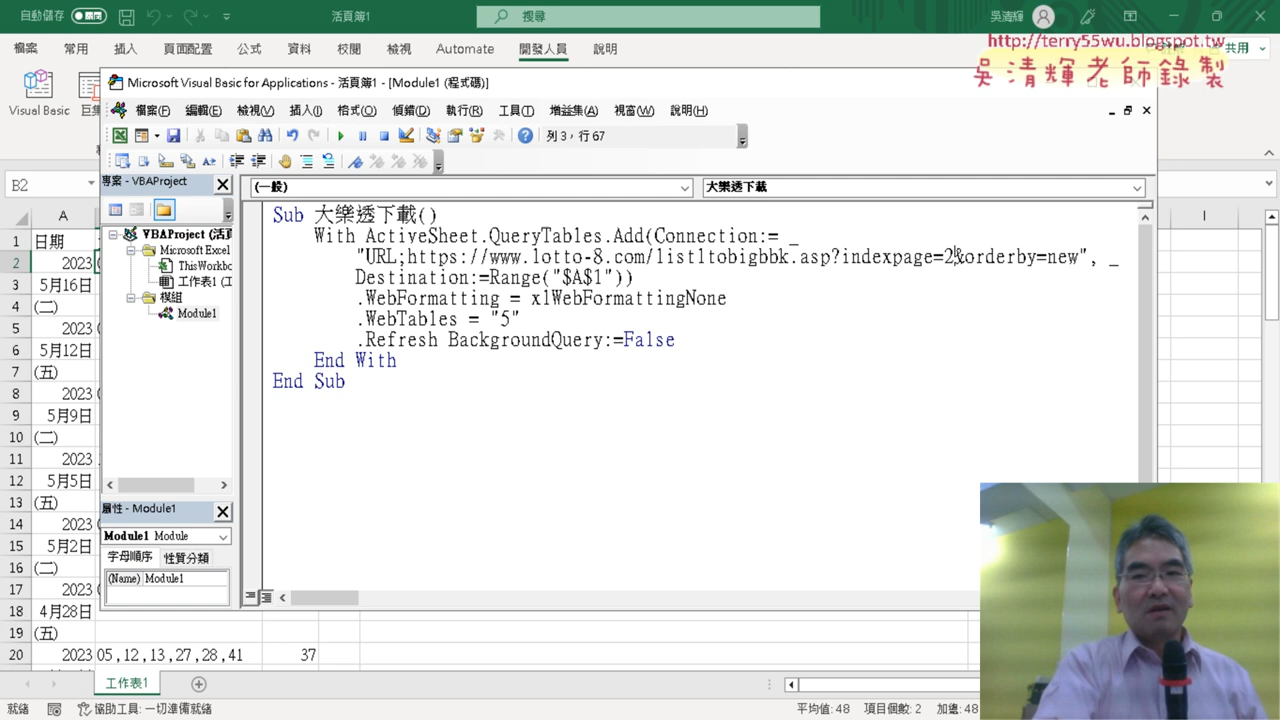 自動儲存
活頁簿1
搜尋
吳清輝
http://terry55wu.blogspot.tw
吳清輝老師錄製
檔案 常用 插入 頁面配置 公式 資料 校閱 檢視 Automate 開發人員 說明
共用
Visual Basic
Microsoft Visual Basic for Applications - 活頁簿1 - [Module1 (程式碼)]
檔案(F) 編輯(E) 檢視(V) 插入(I) 格式(O) 偵錯(D) 執行(R) 工具(T) 增益集(A) 視窗(W) 說明(H)
列 3，行 67
B2
專案 - VBAProject
(一般)
大樂透下載
VBAProject (活頁
Microsoft Excel
ThisWorkbo
工作表1 (工
模組
Module1
Sub 大樂透下載()
With ActiveSheet.QueryTables.Add(Connection:= _
"URL;https://www.lotto-8.com/list1tobigbbk.asp?indexpage=2&orderby=new", _
Destination:=Range("$A$1"))
.WebFormatting = xlWebFormattingNone
.WebTables = "5"
.Refresh BackgroundQuery:=False
End With
End Sub
屬性 - Module1
Module1 Module
字母順序 性質分類
(Name) Module1
A
I
1 日期
2 2023
3 5月16日
4 (二)
5 2023
6 5月12日
7 (五)
8 2023
9 5月9日
10 (二)
11 2023
12 5月5日
13 (五)
14 2023
15 5月2日
16 (二)
17 2023
18 4月28日
19 (五)
20 2023 05,12,13,27,28,41 37
工作表1
就緒
協助工具: 一切準備就緒
平均值: 48 項目個數: 2 加總: 48